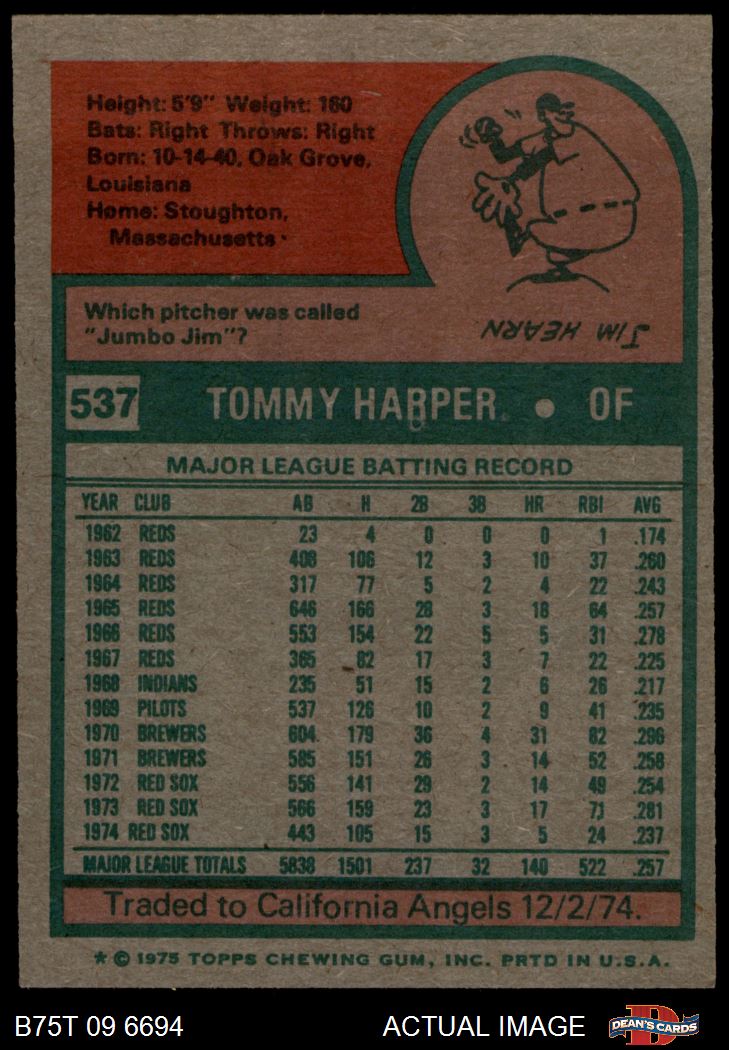 Height: 5'9" Weight: 160
Bats: Right Throws: Right
Born: 10-14-40, Oak Grove,
Louisiana
Home: Stoughton,
Massachusetts
Which pitcher was called
"Jumbo Jim"?
JIM HEARN
537 TOMMY HARPER • OF
MAJOR LEAGUE BATTING RECORD
YEAR CLUB AB H 2B 3B HR RBI AVG
1962 REDS 23 4 0 0 0 1 .174
1963 REDS 408 106 12 3 10 37 .260
1964 REDS 317 77 5 2 4 22 .243
1965 REDS 646 166 28 3 18 64 .257
1966 REDS 553 154 22 5 5 31 .278
1967 REDS 365 82 17 3 7 22 .225
1968 INDIANS 235 51 15 2 6 26 .217
1969 PILOTS 537 126 10 2 9 41 .235
1970 BREWERS 604 179 36 4 31 82 .296
1971 BREWERS 585 151 26 3 14 52 .258
1972 RED SOX 556 141 29 2 14 49 .254
1973 RED SOX 566 159 23 3 17 71 .281
1974 RED SOX 443 105 15 3 5 24 .237
MAJOR LEAGUE TOTALS 5838 1501 237 32 140 522 .257
Traded to California Angels 12/2/74.
* © 1975 TOPPS CHEWING GUM, INC. PRTD IN U.S.A.
B75T 09 6694 ACTUAL IMAGE DEAN'S CARDS